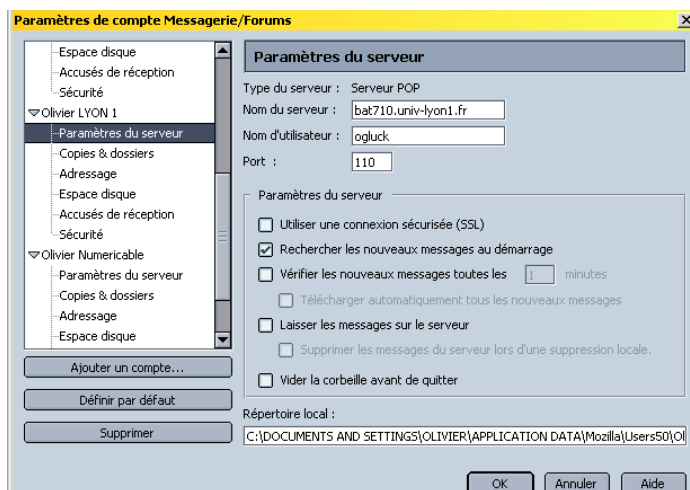 Paramètres de compte Messagerie/Forums
Espace disque
Accusés de réception
Sécurité
Olivier LYON 1
Paramètres du serveur
Copies & dossiers
Adressage
Espace disque
Accusés de réception
Sécurité
Olivier Numericable
Paramètres du serveur
Copies & dossiers
Adressage
Espace disque
Ajouter un compte...
Définir par défaut
Supprimer
Paramètres du serveur
Type du serveur : Serveur POP
Nom du serveur : bat710.univ-lyon1.fr
Nom d'utilisateur : ogluck
Port : 110
Paramètres du serveur
Utiliser une connexion sécurisée (SSL)
Rechercher les nouveaux messages au démarrage
Vérifier les nouveaux messages toutes les 1 minutes
Télécharger automatiquement tous les nouveaux messages
Laisser les messages sur le serveur
Supprimer les messages du serveur lors d'une suppression locale.
Vider la corbeille avant de quitter
Répertoire local :
C:\DOCUMENTS AND SETTINGS\OLIVIER\APPLICATION DATA\Mozilla\Users50\Ol
OK Annuler Aide